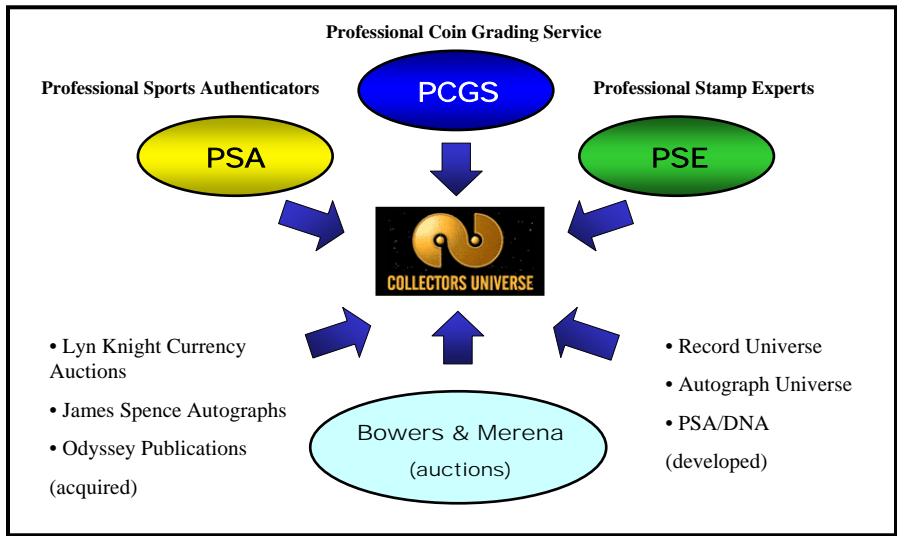 Professional Coin Grading Service
PCGS
Professional Sports Authenticators
PSA
Professional Stamp Experts
PSE
COLLECTORS UNIVERSE
• Lyn Knight Currency
Auctions
• James Spence Autographs
• Odyssey Publications
(acquired)
Bowers & Merena
(auctions)
• Record Universe
• Autograph Universe
• PSA/DNA
(developed)